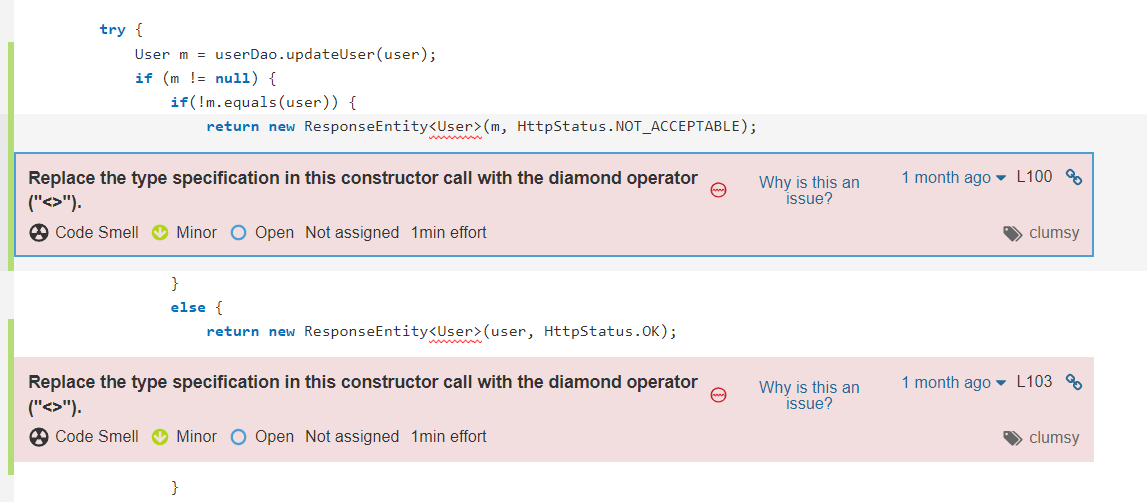 try {
User m = userDao.updateUser(user);
if (m != null) {
if(!m.equals(user)) {
return new ResponseEntity<User>(m, HttpStatus.NOT_ACCEPTABLE);
Replace the type specification in this constructor call with the diamond operator
("<>").
Why is this an
issue?
1 month ago L100
Code Smell Minor Open Not assigned 1min effort
clumsy
}
else {
return new ResponseEntity<User>(user, HttpStatus.OK);
Replace the type specification in this constructor call with the diamond operator
("<>").
Why is this an
issue?
1 month ago L103
Code Smell Minor Open Not assigned 1min effort
clumsy
}